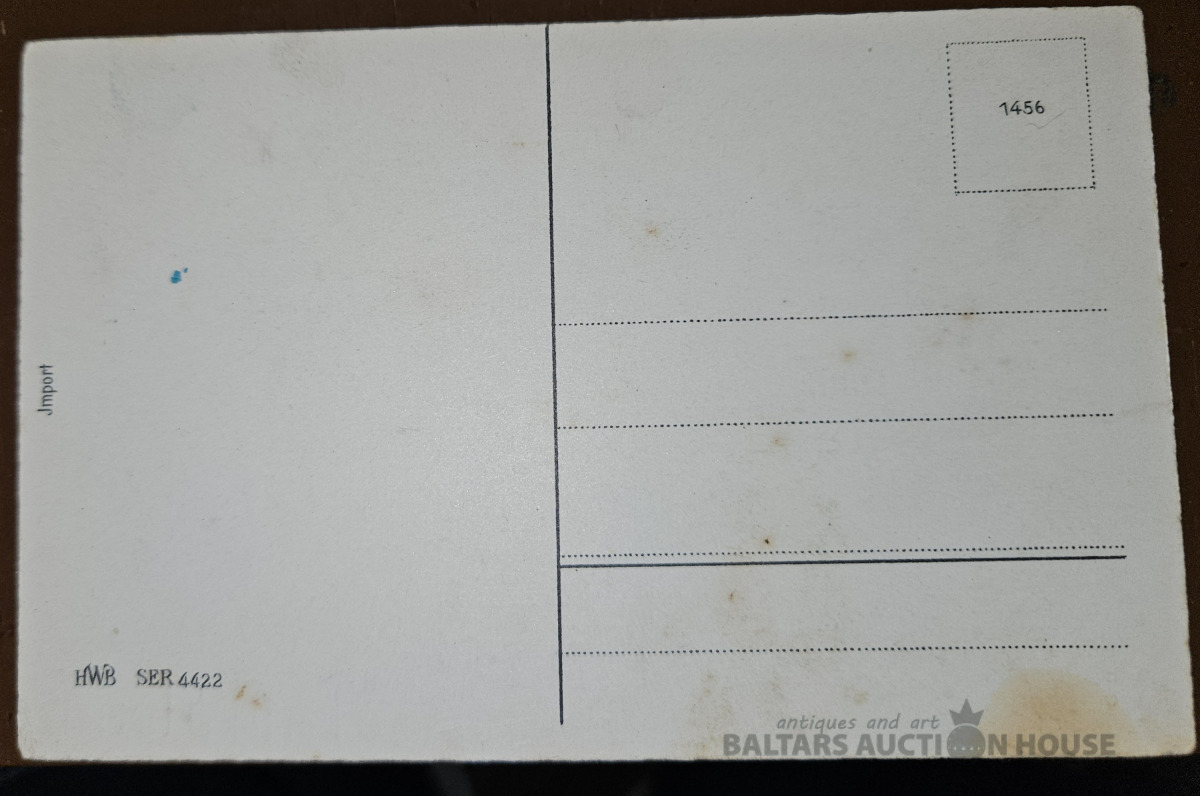 1456
Jmport
HWB SER 4422
antiques and art
BALTARS AUCTION HOUSE